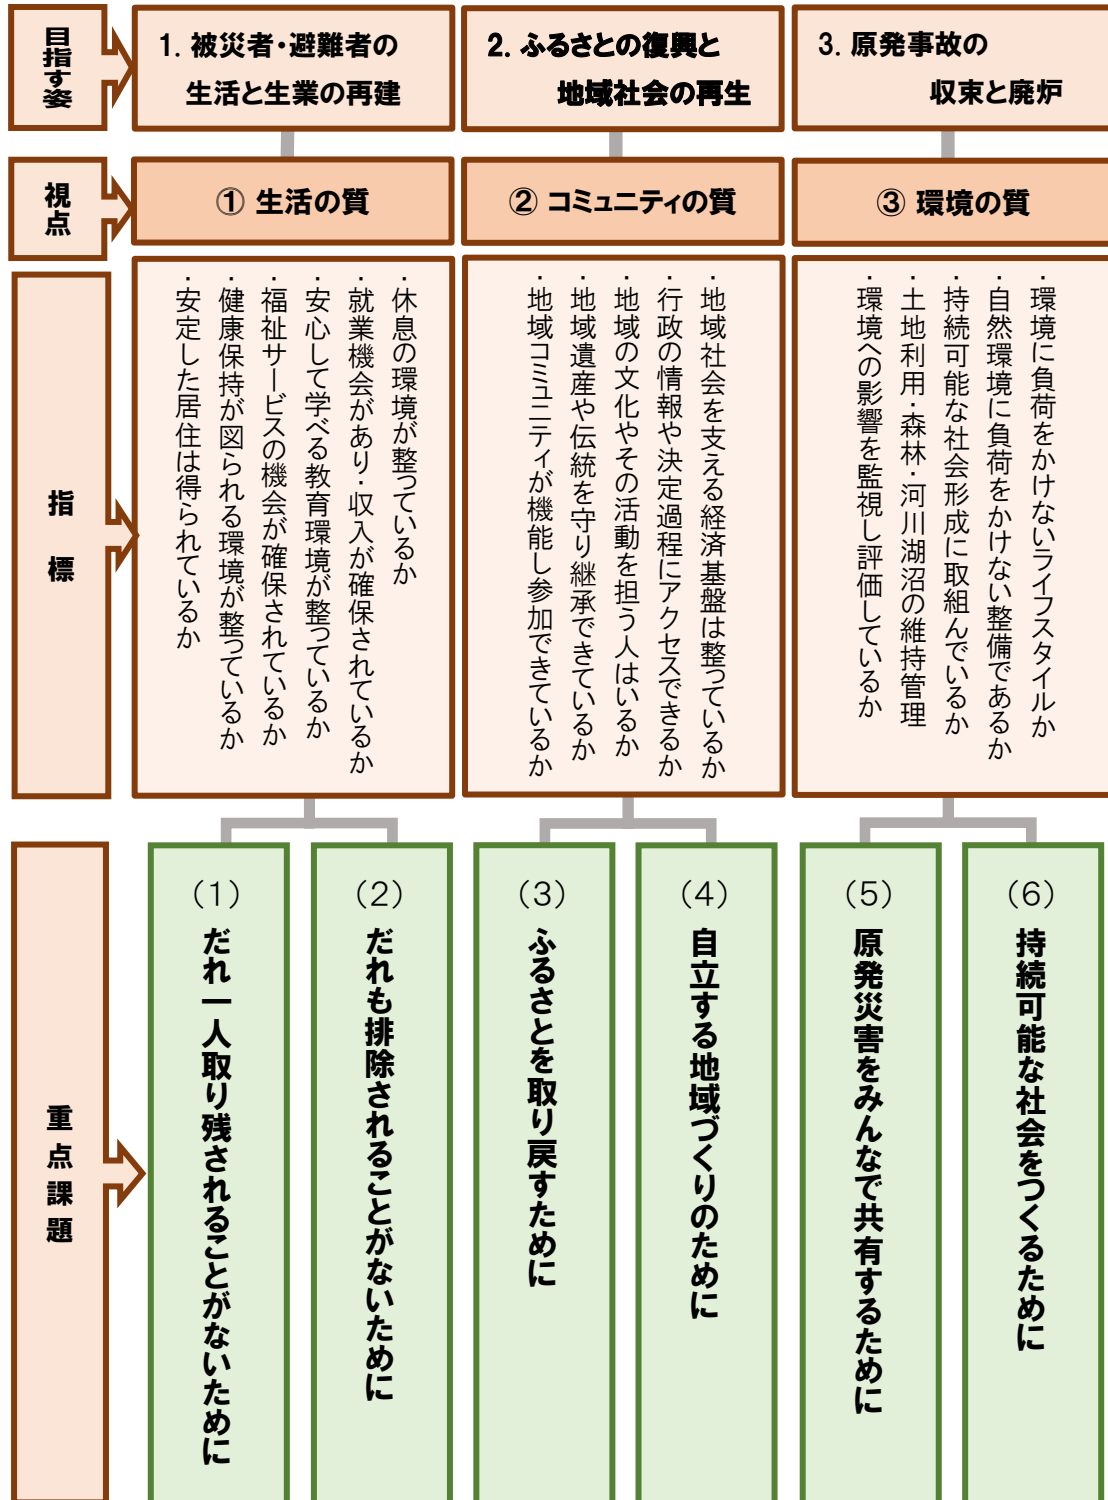 目指す姿
1. 被災者・避難者の
生活と生業の再建
2. ふるさとの復興と
地域社会の再生
3. 原発事故の
収束と廃炉
視点
① 生活の質
② コミュニティの質
③ 環境の質
指標
・休息の環境が整っているか
・就業機会があり・収入が確保されているか
・安心して学べる教育環境が整っているか
・福祉サービスの機会が確保されているか
・健康保持が図られる環境が整っているか
・安定した居住は得られているか
・地域社会を支える経済基盤は整っているか
・行政の情報や決定過程にアクセスできるか
・地域の文化やその活動を担う人はいるか
・地域遺産や伝統を守り継承できているか
・地域コミュニティが機能し参加できているか
・環境に負荷をかけないライフスタイルか
・自然環境に負荷をかけない整備であるか
・持続可能な社会形成に取組んでいるか
・土地利用・森林・河川湖沼の維持管理
・環境への影響を監視し評価しているか
重点課題
(1) だれ一人取り残されることがないために
(2) だれも排除されることがないために
(3) ふるさとを取り戻すために
(4) 自立する地域づくりのために
(5) 原発災害をみんなで共有するために
(6) 持続可能な社会をつくるために